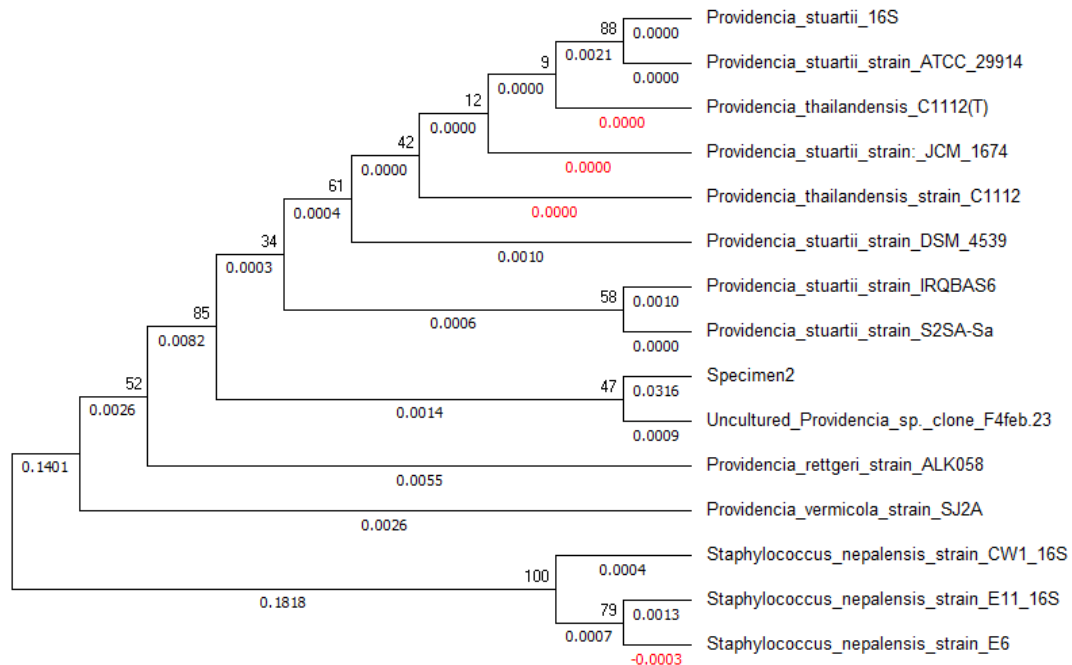 Providencia_stuartii_16S
88
0.0000
0.0021
Providencia_stuartii_strain_ATCC_29914
9
0.0000
0.0000
Providencia_thailandensis_C1112(T)
12
0.0000
0.0000
Providencia_stuartii_strain:_JCM_1674
42
0.0000
0.0000
Providencia_thailandensis_strain_C1112
61
0.0004
0.0000
Providencia_stuartii_strain_DSM_4539
34
0.0003
0.0010
Providencia_stuartii_strain_IRQBAS6
58
0.0010
0.0006
Providencia_stuartii_strain_S2SA-Sa
85
0.0082
0.0000
Specimen2
47
0.0316
0.0014
Uncultured_Providencia_sp._clone_F4feb.23
52
0.0026
0.0009
Providencia_rettgeri_strain_ALK058
0.1401
0.0055
Providencia_vermicola_strain_SJ2A
0.0026
Staphylococcus_nepalensis_strain_CW1_16S
100
0.0004
0.1818
Staphylococcus_nepalensis_strain_E11_16S
79
0.0013
0.0007
Staphylococcus_nepalensis_strain_E6
-0.0003